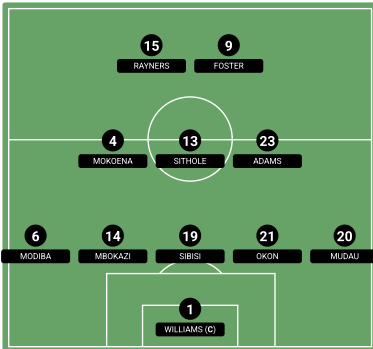 15 9
RAYNERS FOSTER
4 13 23
MOKOENA SITHOLE ADAMS
6 14 19 21 20
MODIBA MBOKAZI SIBISI OKON MUDAU
1
WILLIAMS (C)